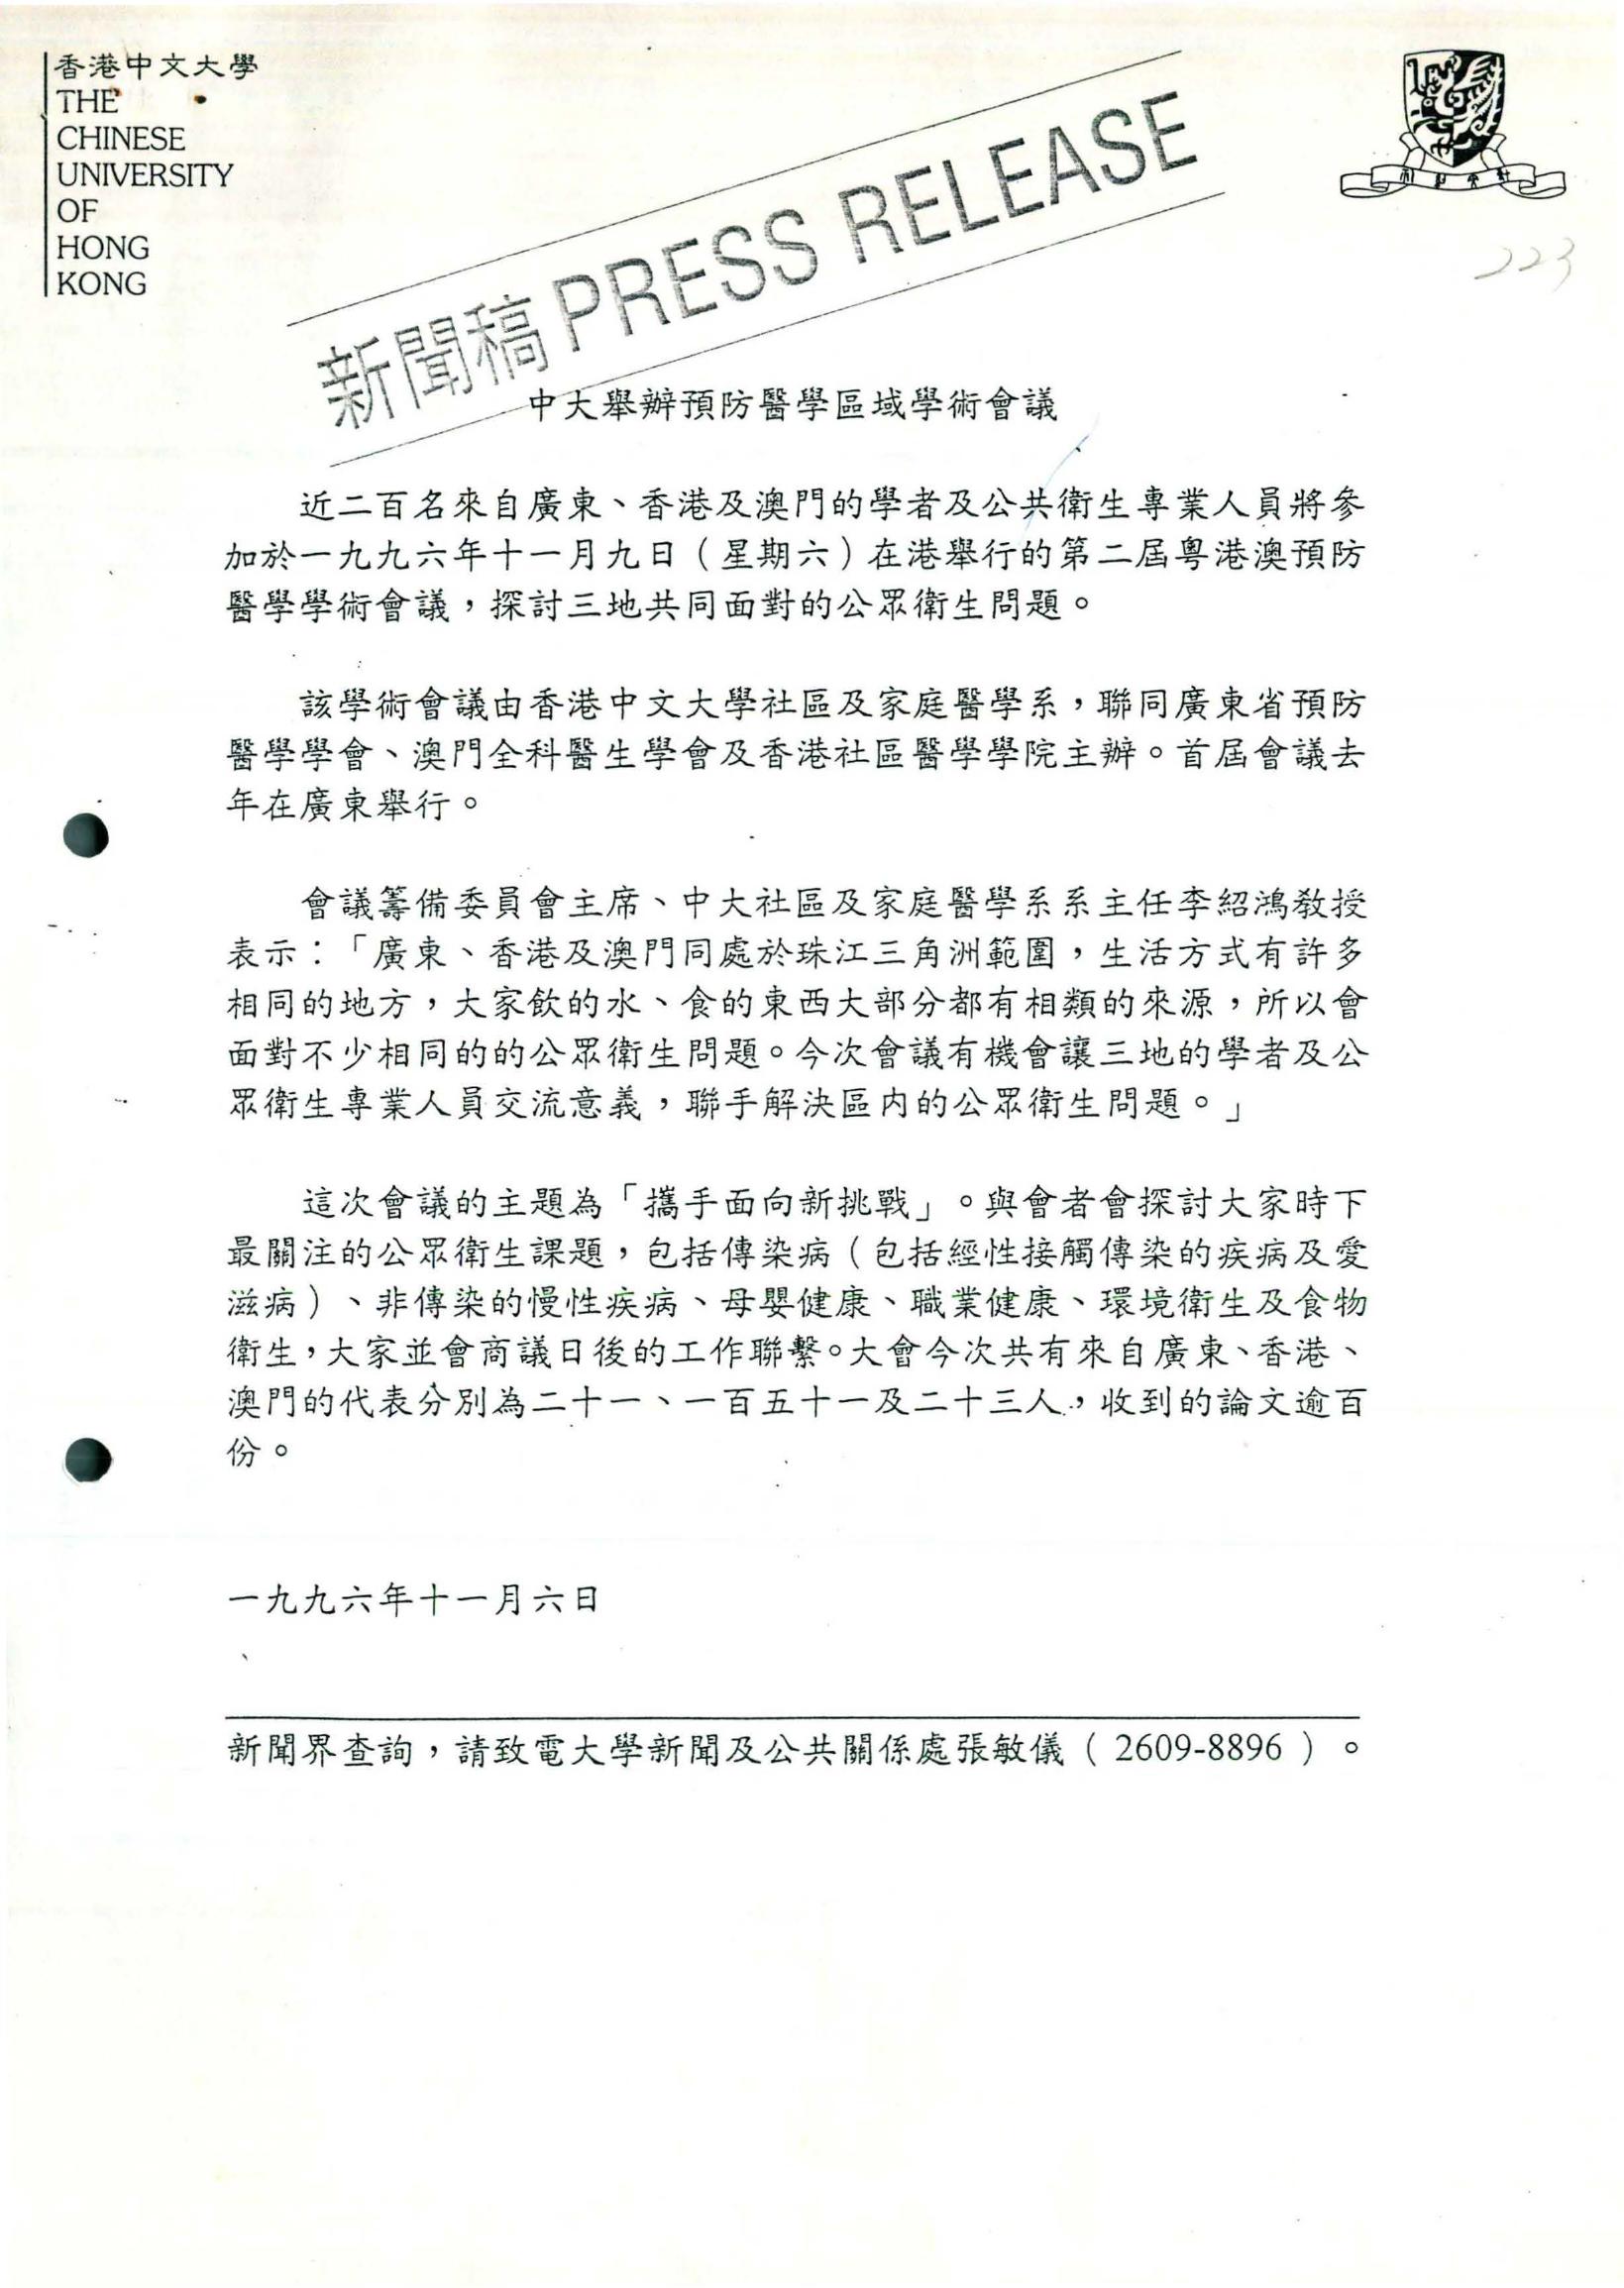 香港中文大學
THE
CHINESE
UNIVERSITY
OF
HONG
KONG
新聞稿 PRESS RELEASE
223
中大舉辦預防醫學區域學術會議
近二百名來自廣東、香港及澳門的學者及公共衛生專業人員將參
加於一九九六年十一月九日（星期六）在港舉行的第二屆粵港澳預防
醫學學術會議，探討三地共同面對的公眾衛生問題。
該學術會議由香港中文大學社區及家庭醫學系，聯同廣東省預防
醫學學會、澳門全科醫生學會及香港社區醫學學院主辦。首屆會議去
年在廣東舉行。
會議籌備委員會主席、中大社區及家庭醫學系系主任李紹鴻教授
表示：「廣東、香港及澳門同處於珠江三角洲範圍，生活方式有許多
相同的地方，大家飲的水、食的東西大部分都有相類的來源，所以會
面對不少相同的的公眾衛生問題。今次會議有機會讓三地的學者及公
眾衛生專業人員交流意義，聯手解決區內的公眾衛生問題。」
這次會議的主題為「攜手面向新挑戰」。與會者會探討大家時下
最關注的公眾衛生課題，包括傳染病（包括經性接觸傳染的疾病及愛
滋病）、非傳染的慢性疾病、母嬰健康、職業健康、環境衛生及食物
衛生，大家並會商議日後的工作聯繫。大會今次共有來自廣東、香港、
澳門的代表分別為二十一、一百五十一及二十三人，收到的論文逾百
份。
一九九六年十一月六日
新聞界查詢，請致電大學新聞及公共關係處張敏儀（2609-8896）。